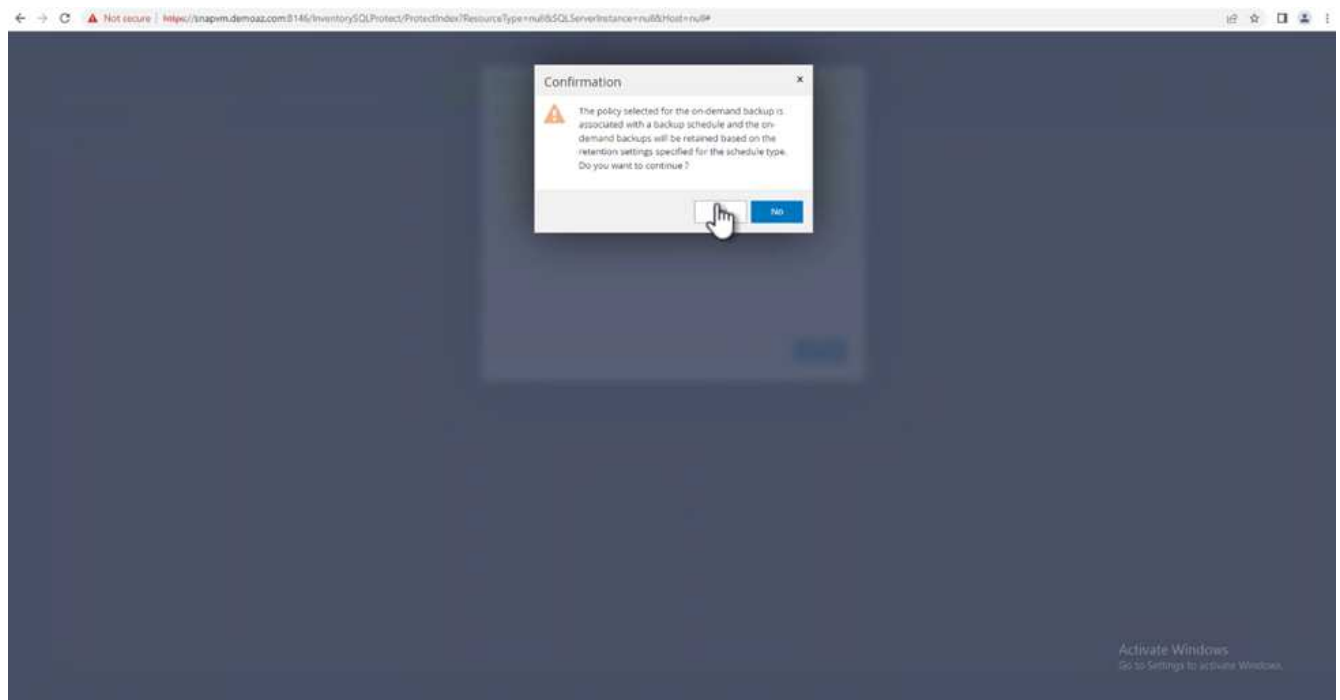 Not secure | https://snapvm.demoaz.com:8146/InventorySQLProtect/ProtectIndex?ResourceType=null&SQLServerInstance=null&Host=null#
Confirmation
The policy selected for the on-demand backup is
associated with a backup schedule and the on-
demand backups will be retained based on the
retention settings specified for the schedule type.
Do you want to continue ?
No
Activate Windows
Go to Settings to activate Windows.